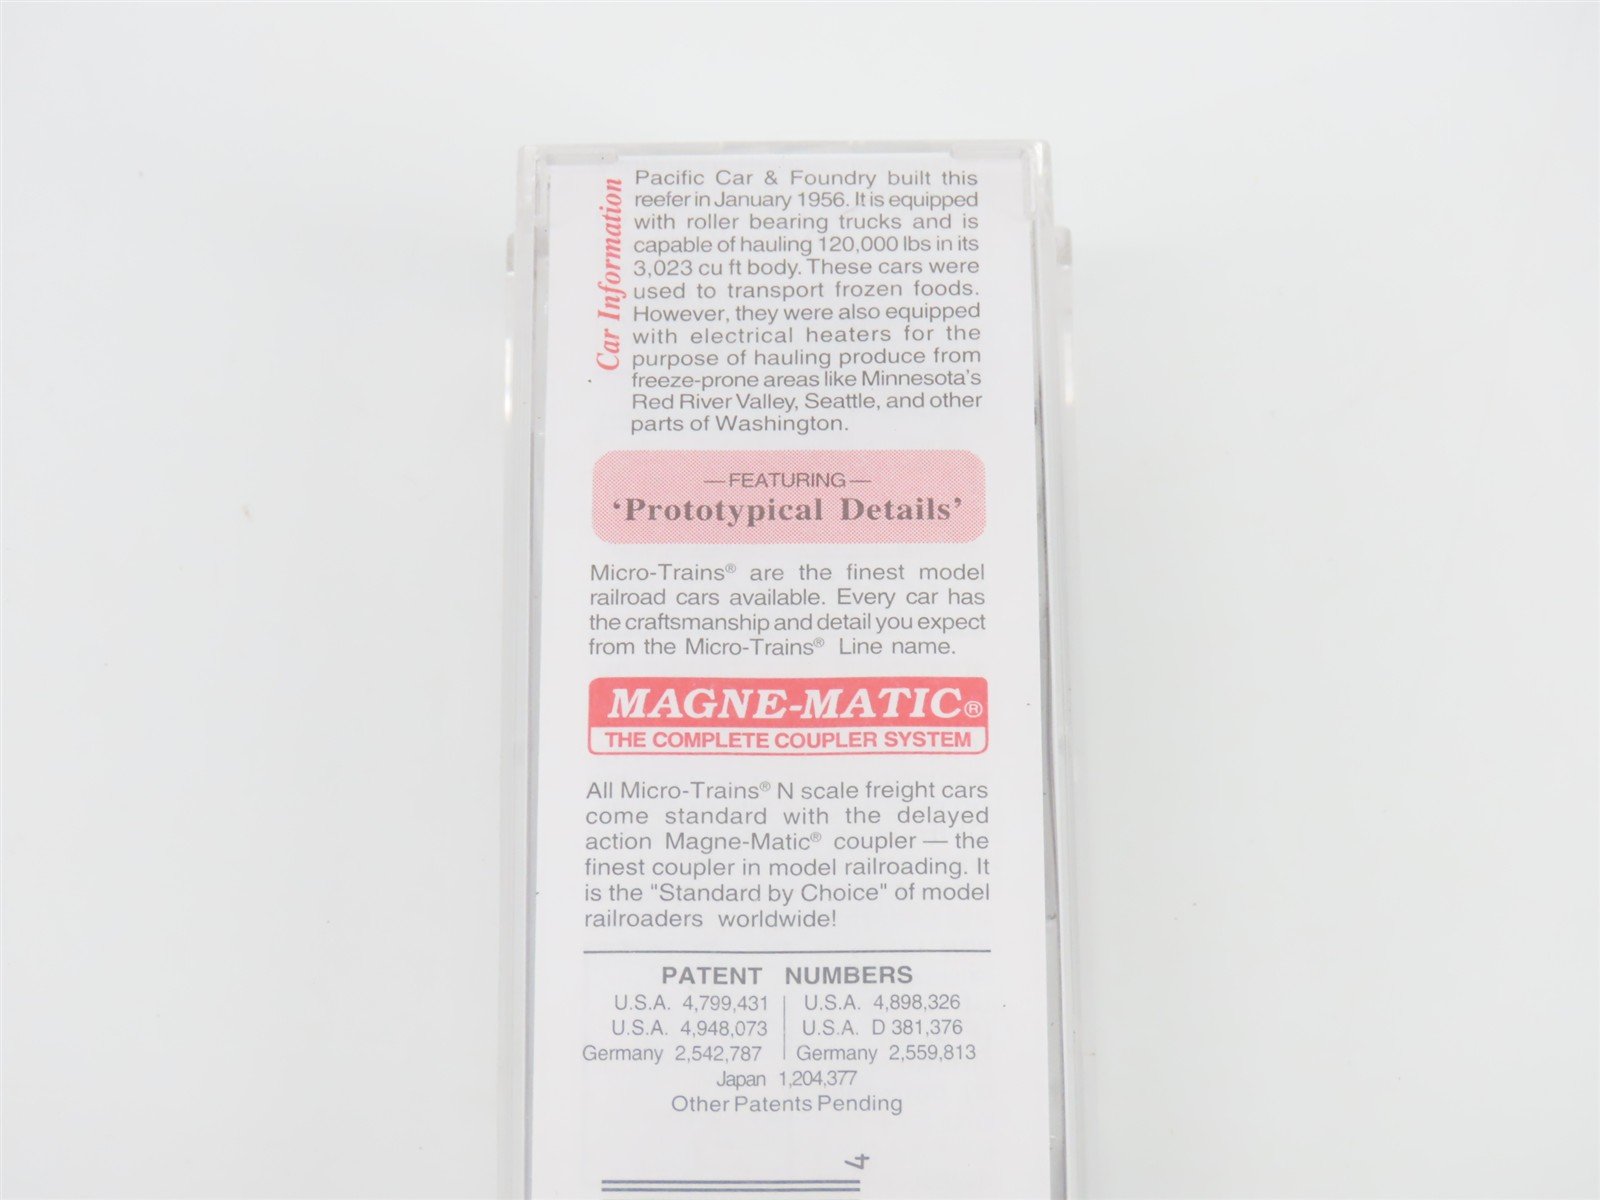 Car Information
Pacific Car & Foundry built this
reefer in January 1956. It is equipped
with roller bearing trucks and is
capable of hauling 120,000 lbs in its
3,023 cu ft body. These cars were
used to transport frozen foods.
However, they were also equipped
with electrical heaters for the
purpose of hauling produce from
freeze-prone areas like Minnesota's
Red River Valley, Seattle, and other
parts of Washington.
—FEATURING—
'Prototypical Details'
Micro-Trains® are the finest model
railroad cars available. Every car has
the craftsmanship and detail you expect
from the Micro-Trains® Line name.
MAGNE-MATIC®
THE COMPLETE COUPLER SYSTEM
All Micro-Trains® N scale freight cars
come standard with the delayed
action Magne-Matic® coupler — the
finest coupler in model railroading. It
is the "Standard by Choice" of model
railroaders worldwide!
PATENT NUMBERS
U.S.A. 4,799,431 | U.S.A. 4,898,326
U.S.A. 4,948,073 | U.S.A. D 381,376
Germany 2,542,787 | Germany 2,559,813
Japan 1,204,377
Other Patents Pending
4